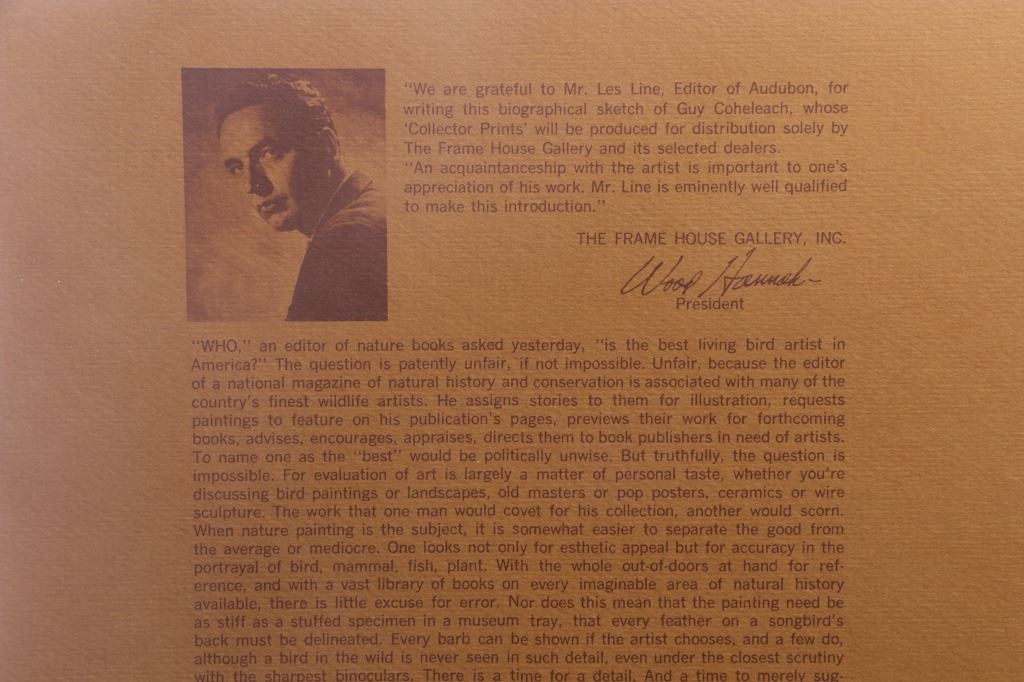 "We are grateful to Mr. Les Line, Editor of Audubon, for
writing this biographical sketch of Guy Coheleach, whose
'Collector Prints' will be produced for distribution solely by
The Frame House Gallery and its selected dealers.
"An acquaintanceship with the artist is important to one's
appreciation of his work. Mr. Line is eminently well qualified
to make this introduction."
THE FRAME HOUSE GALLERY, INC.
Wood Hannah
President
"WHO," an editor of nature books asked yesterday, "is the best living bird artist in
America?" The question is patently unfair, if not impossible. Unfair, because the editor
of a national magazine of natural history and conservation is associated with many of the
country's finest wildlife artists. He assigns stories to them for illustration, requests
paintings to feature on his publication's pages, previews their work for forthcoming
books, advises, encourages, appraises, directs them to book publishers in need of artists.
To name one as the "best" would be politically unwise. But truthfully, the question is
impossible. For evaluation of art is largely a matter of personal taste, whether you're
discussing bird paintings or landscapes, old masters or pop posters, ceramics or wire
sculpture. The work that one man would covet for his collection, another would scorn.
When nature painting is the subject, it is somewhat easier to separate the good from
the average or mediocre. One looks not only for esthetic appeal but for accuracy in the
portrayal of bird, mammal, fish, plant. With the whole out-of-doors at hand for ref-
erence, and with a vast library of books on every imaginable area of natural history
available, there is little excuse for error. Nor does this mean that the painting need be
as stiff as a stuffed specimen in a museum tray, that every feather on a songbird's
back must be delineated. Every barb can be shown if the artist chooses, and a few do,
although a bird in the wild is never seen in such detail, even under the closest scrutiny
with the sharpest binoculars. There is a time for a detail. And a time to merely sug-